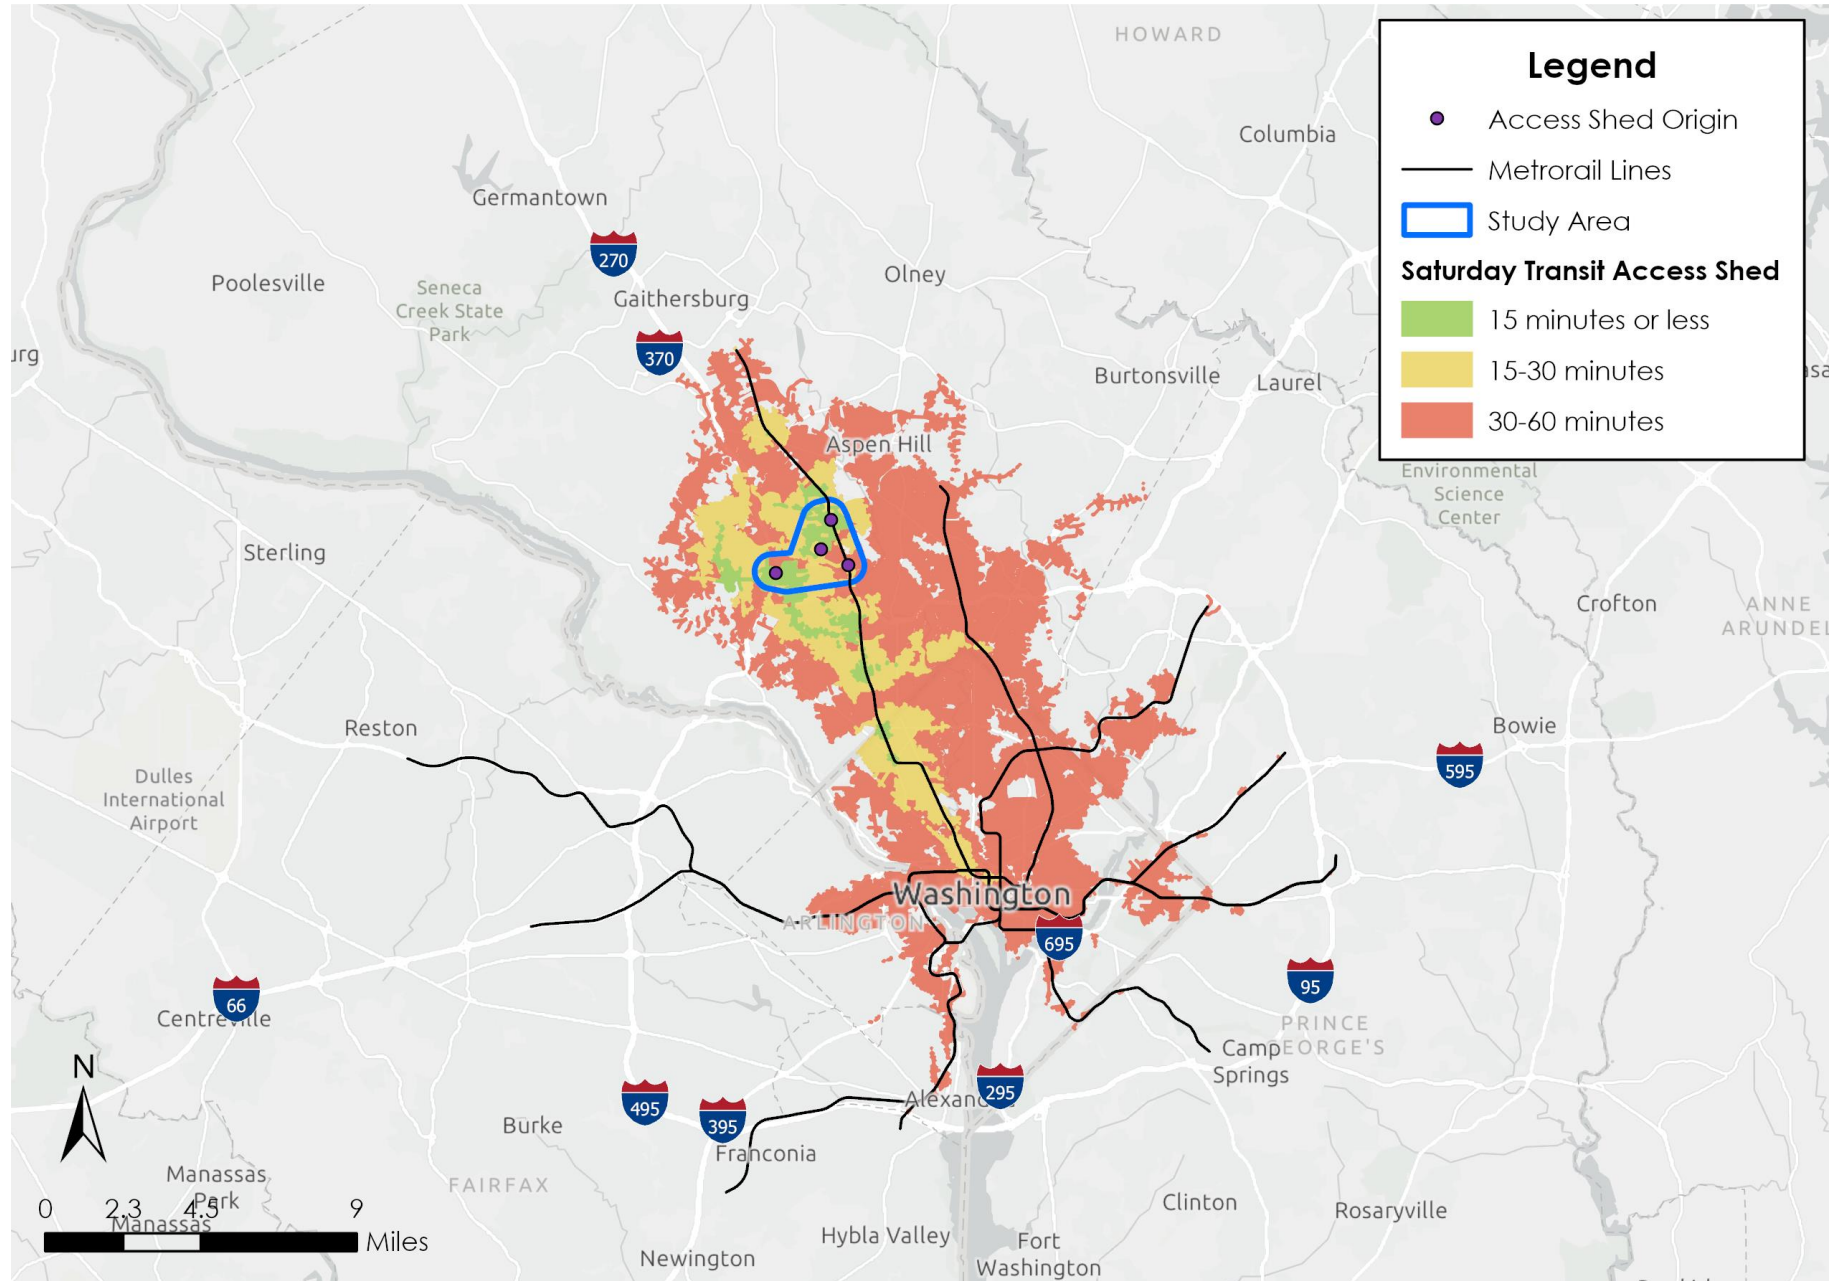 HOWARD
Legend
Access Shed Origin
Metrorail Lines
Study Area
Saturday Transit Access Shed
15 minutes or less
15-30 minutes
30-60 minutes
Columbia
Germantown
270
Poolesville
Seneca
Creek State
Park
Olney
Gaithersburg
370
urg
Burtonsville
Laurel
Aspen Hill
Environmental
Science
Center
Sterling
Crofton
ANNE
ARUNDEL
Reston
Bowie
595
Dulles
International
Airport
Washington
ARLINGTON
695
66
Centreville
95
PRINCE
GEORGE'S
Camp
Springs
N
495
395
295
Burke
Franconia
FAIRFAX
Manassas
Park
Manassas
0 2.3 4.5 9
Miles
Clinton
Rosaryville
Hybla Valley
Newington
Fort
Washington